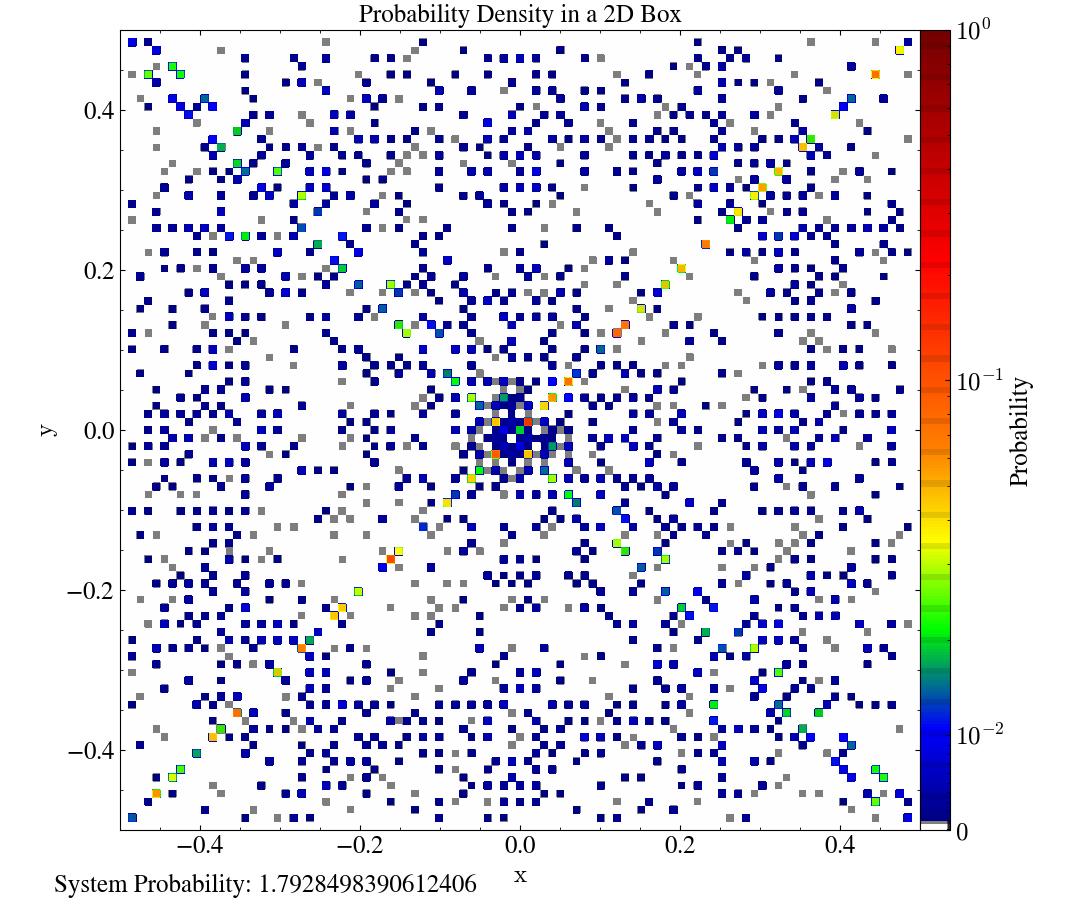 Probability Density in a 2D Box
10⁰
0.4
0.2
10⁻¹
Probability
y
0.0
−0.2
−0.4
10⁻²
0
−0.4 −0.2 0.0 0.2 0.4
x
System Probability: 1.7928498390612406